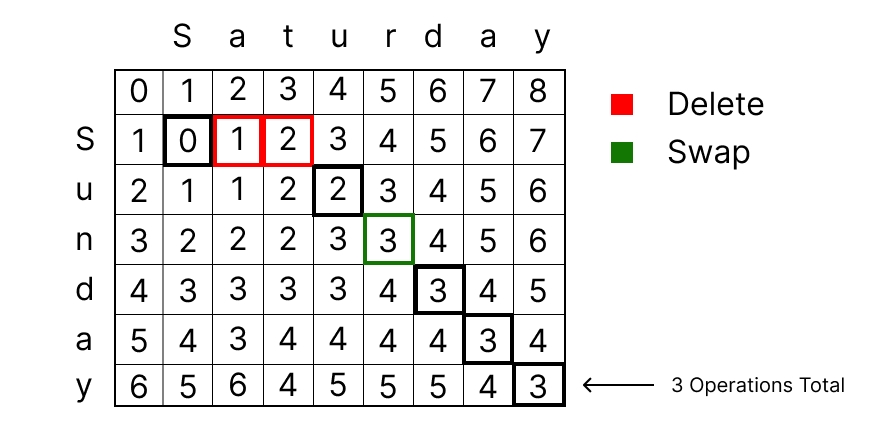 S a t u r d a y
0 1 2 3 4 5 6 7 8
S 1 0 1 2 3 4 5 6 7
u 2 1 1 2 2 3 4 5 6
n 3 2 2 2 3 3 4 5 6
d 4 3 3 3 3 4 3 4 5
a 5 4 3 4 4 4 4 3 4
y 6 5 6 4 5 5 5 4 3
Delete
Swap
3 Operations Total